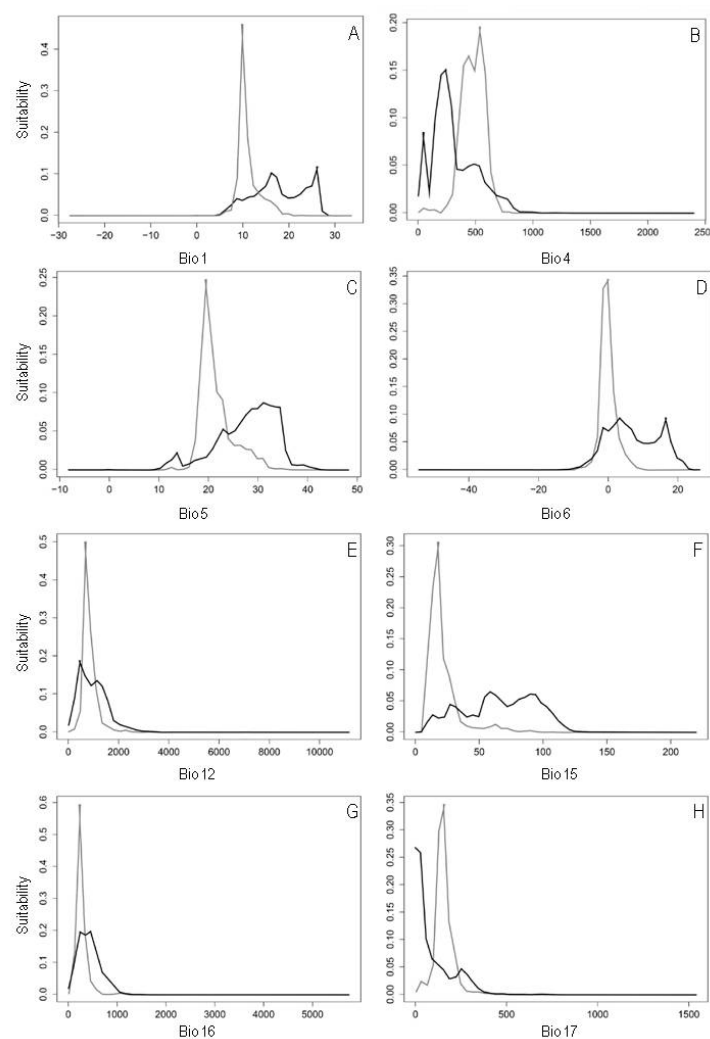 A
Suitability
0.0 0.1 0.2 0.3 0.4
−30 −20 −10 0 10 20 30
Bio 1
B
0.00 0.05 0.10 0.15 0.20
0 500 1000 1500 2000 2500
Bio 4
C
Suitability
0.00 0.05 0.10 0.15 0.20 0.25
−10 0 10 20 30 40 50
Bio 5
D
0.00 0.05 0.10 0.15 0.20 0.25 0.30 0.35
−40 −20 0 20
Bio 6
E
Suitability
0.0 0.1 0.2 0.3 0.4 0.5
0 2000 4000 6000 8000 10000
Bio 12
F
0.00 0.05 0.10 0.15 0.20 0.25 0.30
0 50 100 150 200
Bio 15
G
Suitability
0.0 0.1 0.2 0.3 0.4 0.5 0.6
0 1000 2000 3000 4000 5000
Bio 16
H
0.00 0.05 0.10 0.15 0.20 0.25 0.30 0.35
0 500 1000 1500
Bio 17